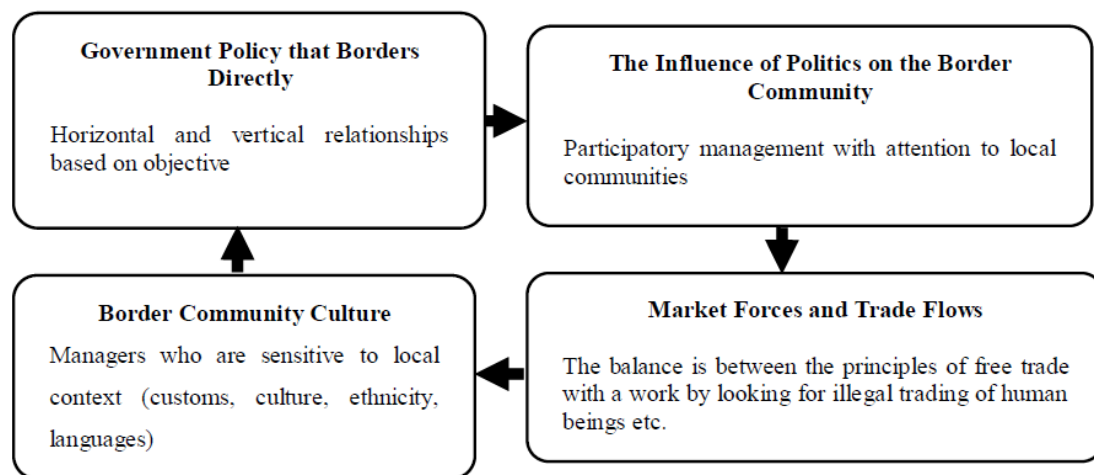 Government Policy that Borders
Directly
Horizontal and vertical relationships
based on objective
The Influence of Politics on the Border
Community
Participatory management with attention to local
communities
Market Forces and Trade Flows
The balance is between the principles of free trade
with a work by looking for illegal trading of human
beings etc.
Border Community Culture
Managers who are sensitive to local
context (customs, culture, ethnicity,
languages)